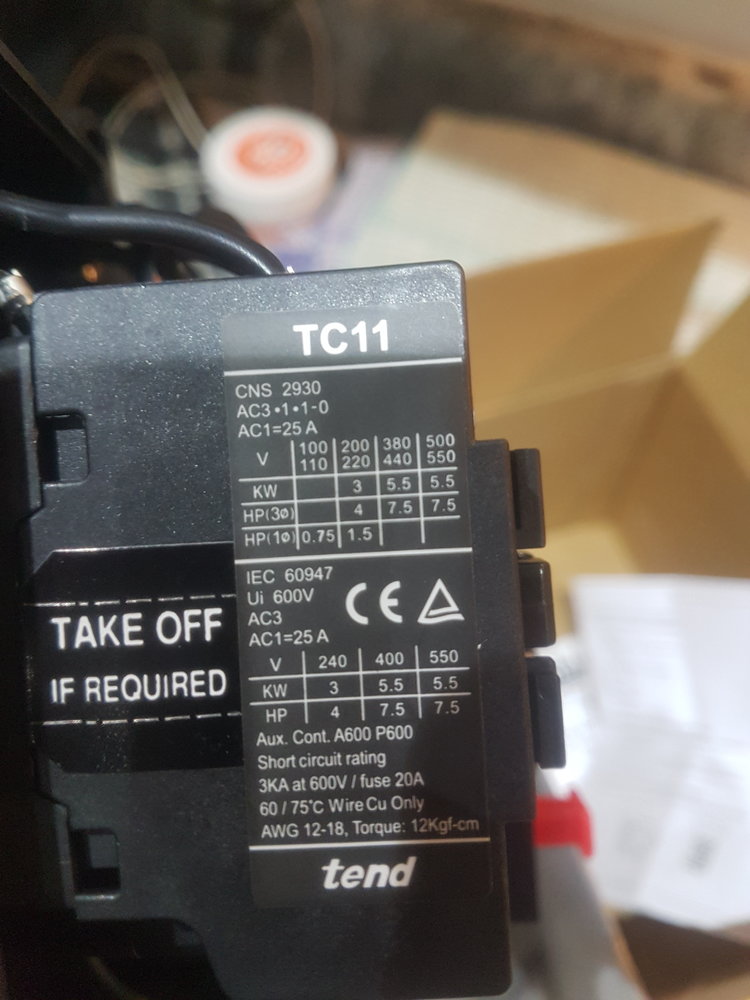 TC11
CNS 2930
AC3•1•1-0
AC1=25 A
V 100 110 200 220 380 440 500 550
KW 3 5.5 5.5
HP(3ø) 4 7.5 7.5
HP(1ø) 0.75 1.5
IEC 60947
Ui 600V
AC3
AC1=25 A
CE
V 240 400 550
KW 3 5.5 5.5
HP 4 7.5 7.5
Aux. Cont. A600 P600
Short circuit rating
3KA at 600V / fuse 20A
60 / 75°C Wire Cu Only
AWG 12-18, Torque: 12Kgf-cm
tend
TAKE OFF
IF REQUIRED